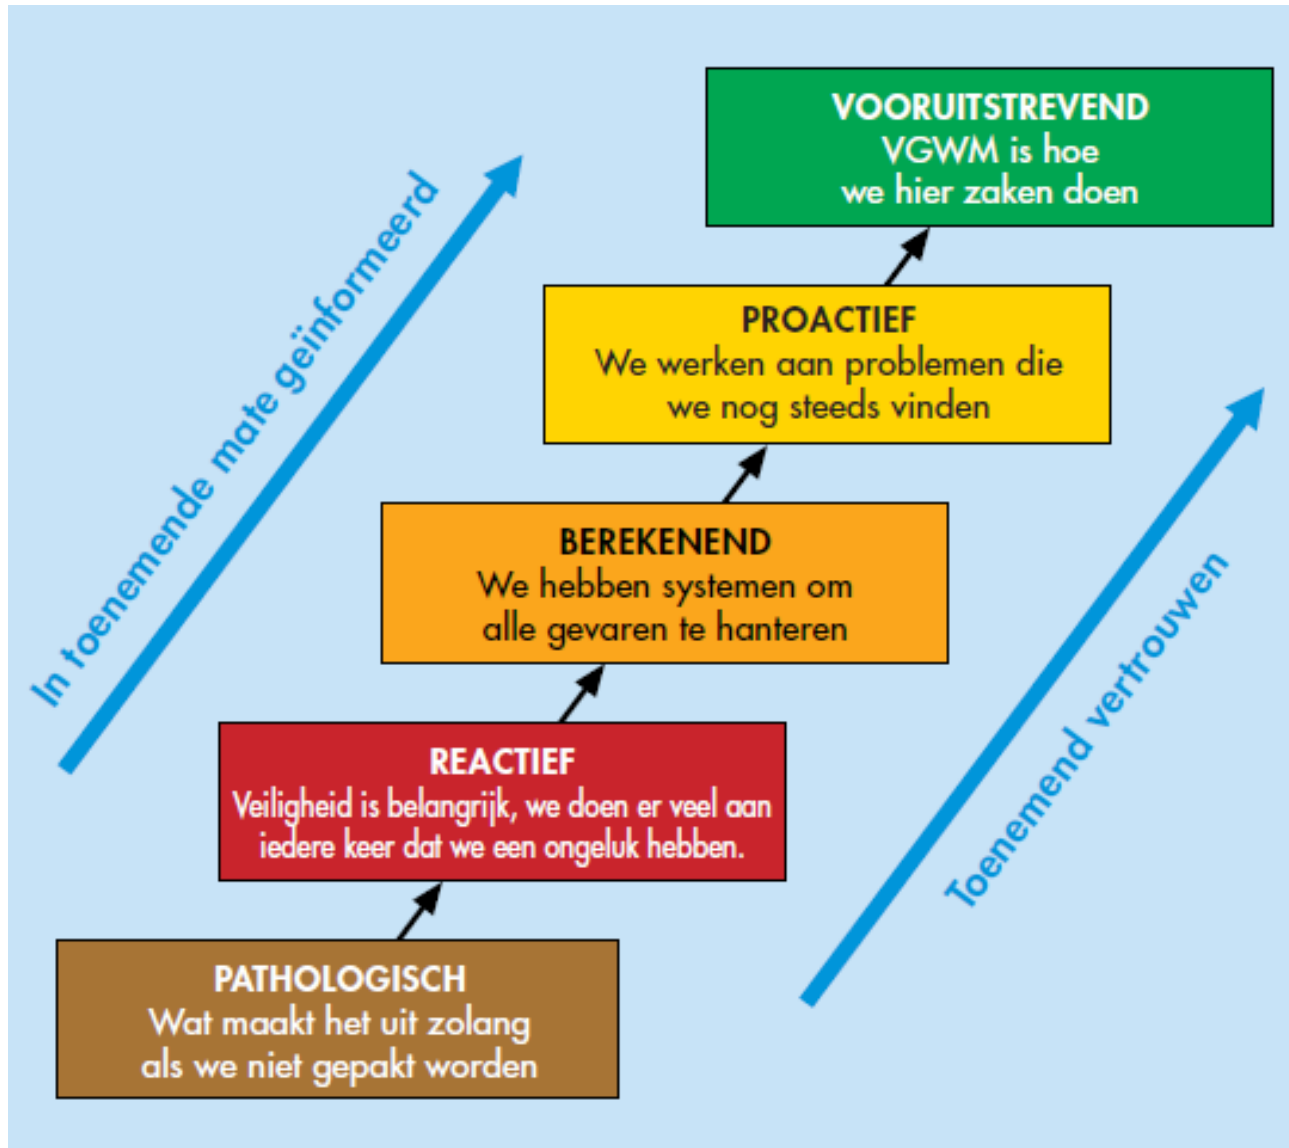 VOORUITSTREVEND
VGWM is hoe
we hier zaken doen
In toenemende mate geïnformeerd
PROACTIEF
We werken aan problemen die
we nog steeds vinden
BEREKENEND
We hebben systemen om
alle gevaren te hanteren
Toenemend vertrouwen
REACTIEF
Veiligheid is belangrijk, we doen er veel aan
iedere keer dat we een ongeluk hebben.
PATHOLOGISCH
Wat maakt het uit zolang
als we niet gepakt worden